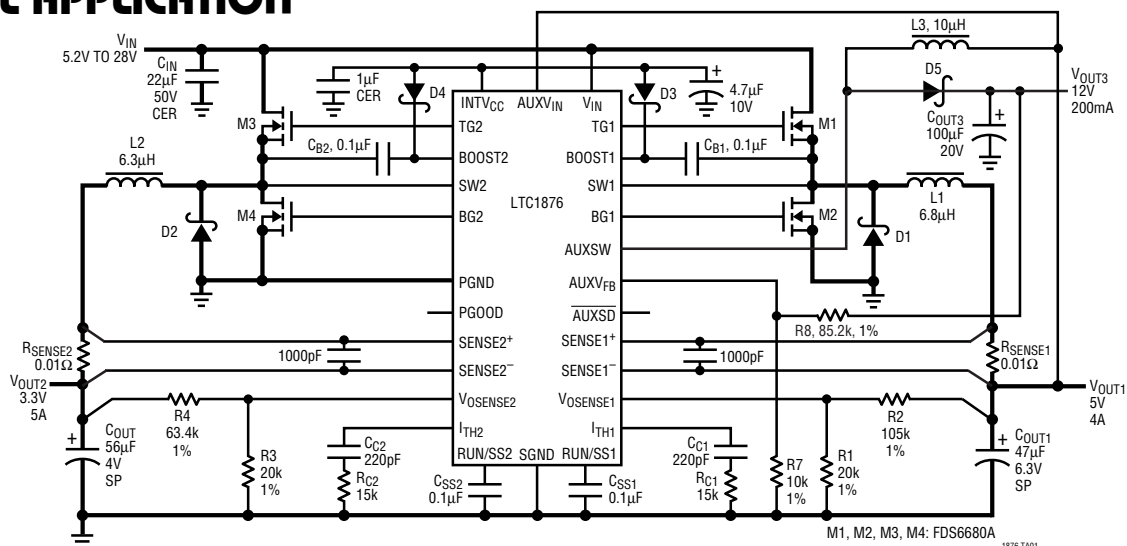 L APPLICATION
VIN
5.2V TO 28V
CIN
22µF
50V
CER
1µF
CER
D4
INTVCC
AUXVIN
VIN
D3
4.7µF
10V
+
L3, 10µH
D5
VOUT3
12V
200mA
COUT3
100µF
20V
+
M3
TG2
TG1
M1
CB2, 0.1µF
BOOST2
BOOST1
CB1, 0.1µF
L2
6.3µH
SW2
SW1
L1
6.8µH
LTC1876
M4
BG2
BG1
M2
D2
D1
AUXSW
PGND
AUXVFB
PGOOD
AUXSD
R8, 85.2k, 1%
RSENSE2
0.01Ω
1000pF
SENSE2+
SENSE1+
1000pF
RSENSE1
0.01Ω
SENSE2–
SENSE1–
VOUT2
3.3V
5A
VOUT1
5V
4A
R4
63.4k
1%
VOSENSE2
VOSENSE1
R2
105k
1%
COUT
56µF
4V
SP
+
R3
20k
1%
CC2
220pF
RC2
15k
ITH2
ITH1
CC1
220pF
RC1
15k
R7
10k
1%
R1
20k
1%
COUT1
47µF
6.3V
SP
+
RUN/SS2
SGND
RUN/SS1
CSS2
0.1µF
CSS1
0.1µF
M1, M2, M3, M4: FDS6680A
1876 TA01